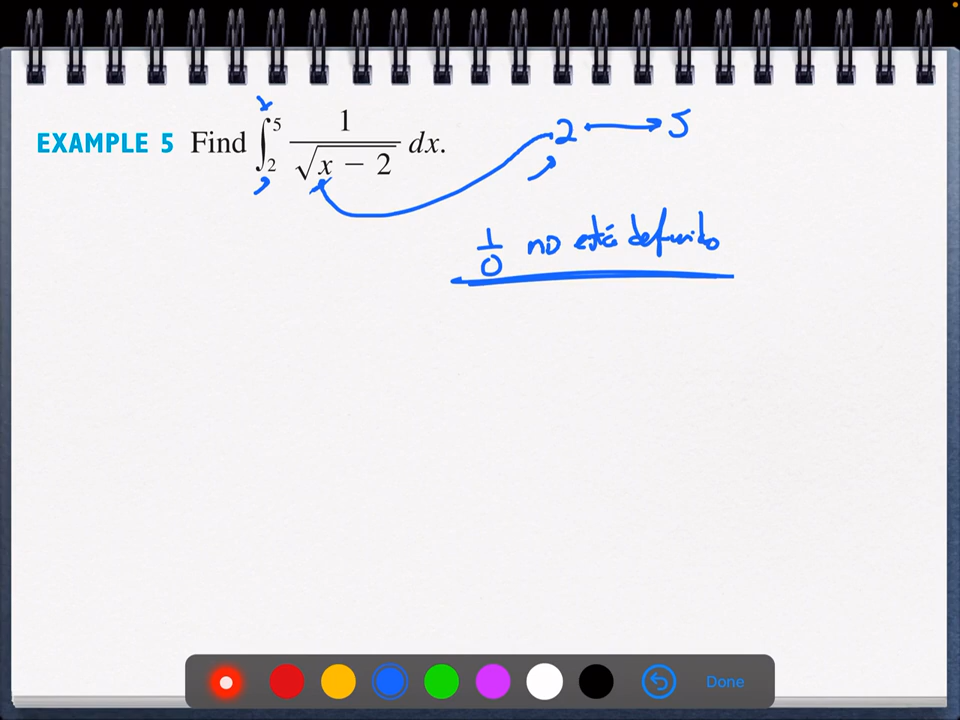 EXAMPLE 5 Find ∫₂⁵ 1/√(x − 2) dx.
2 ⟷ 5
1/0 no está definido
Done